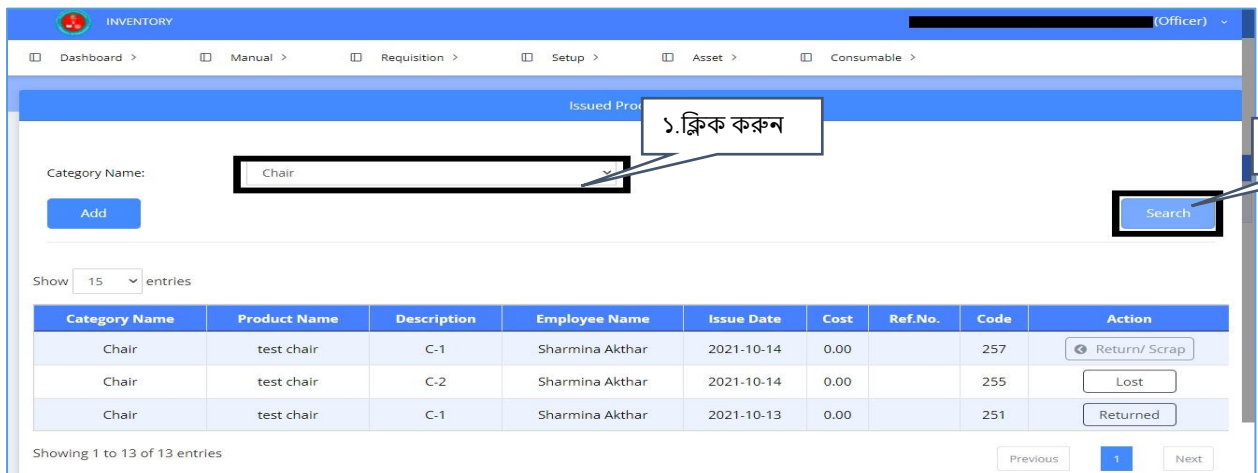 INVENTORY (Officer)
Dashboard > Manual > Requisition > Setup > Asset > Consumable >
Issued Pro
১.ক্লিক করুন
Category Name: Chair
Add Search
Show 15 entries
Category Name Product Name Description Employee Name Issue Date Cost Ref.No. Code Action
Chair test chair C-1 Sharmina Akthar 2021-10-14 0.00 257 Return/ Scrap
Chair test chair C-2 Sharmina Akthar 2021-10-14 0.00 255 Lost
Chair test chair C-1 Sharmina Akthar 2021-10-13 0.00 251 Returned
Showing 1 to 13 of 13 entries Previous 1 Next